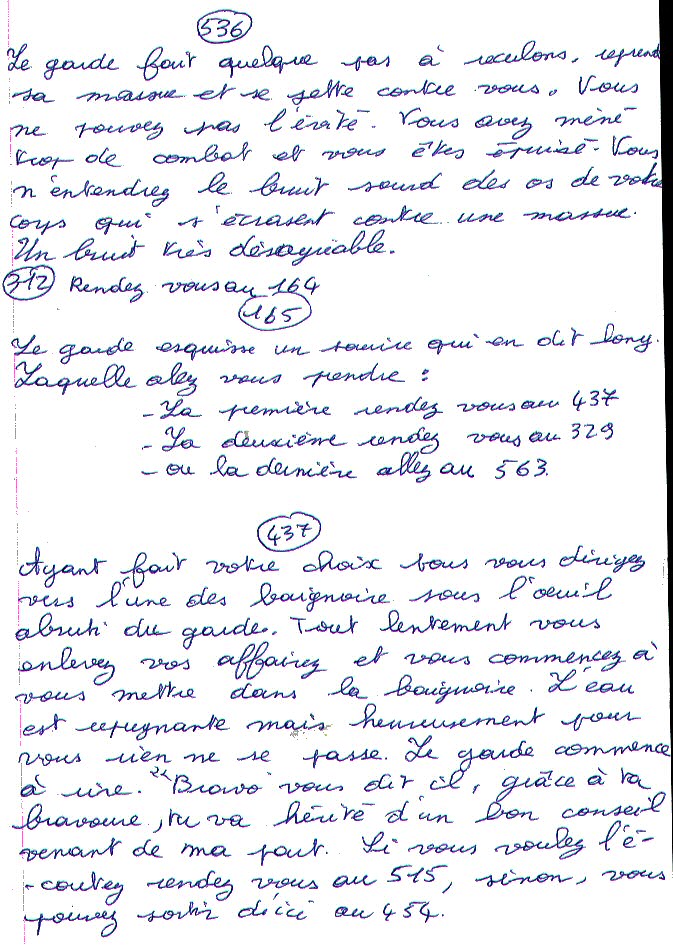 536
Le garde fait quelque pas à reculons, reprend
sa massue et se jette contre vous. Vous
ne pouvez pas l'évité. Vous avez mené
trop de combat et vous êtes épuisé. Vous
n'entendrez le bruit sourd des os de votre
corps qui s'écrasent contre une massue.
Un bruit très désagréable.
312 Rendez vous au 164
165
Le garde esquisse un sourire qui en dit long.
Laquelle alez vous prendre :
- La première rendez vous au 437
- La deuxième rendez vous au 329
- ou la dernière allez au 563.
437
Ayant fait votre choix vous vous dirigez
vers l'une des baignoire sous l'oeuil
abruti du garde. Tout lentement vous
enlevez vos affairez et vous commencez à
vous mettre dans la baignoire. L'eau
est repugnante mais heureusement pour
vous rien ne se passe. Le garde commence
à rire. "Bravo" vous dit il, grâce à ta
bravoure, tu va hérité d'un bon conseil
venant de ma part. Si vous voulez l'é-
-coutez rendez vous au 515, sinon, vous
pouvez sortir d'ici au 454.